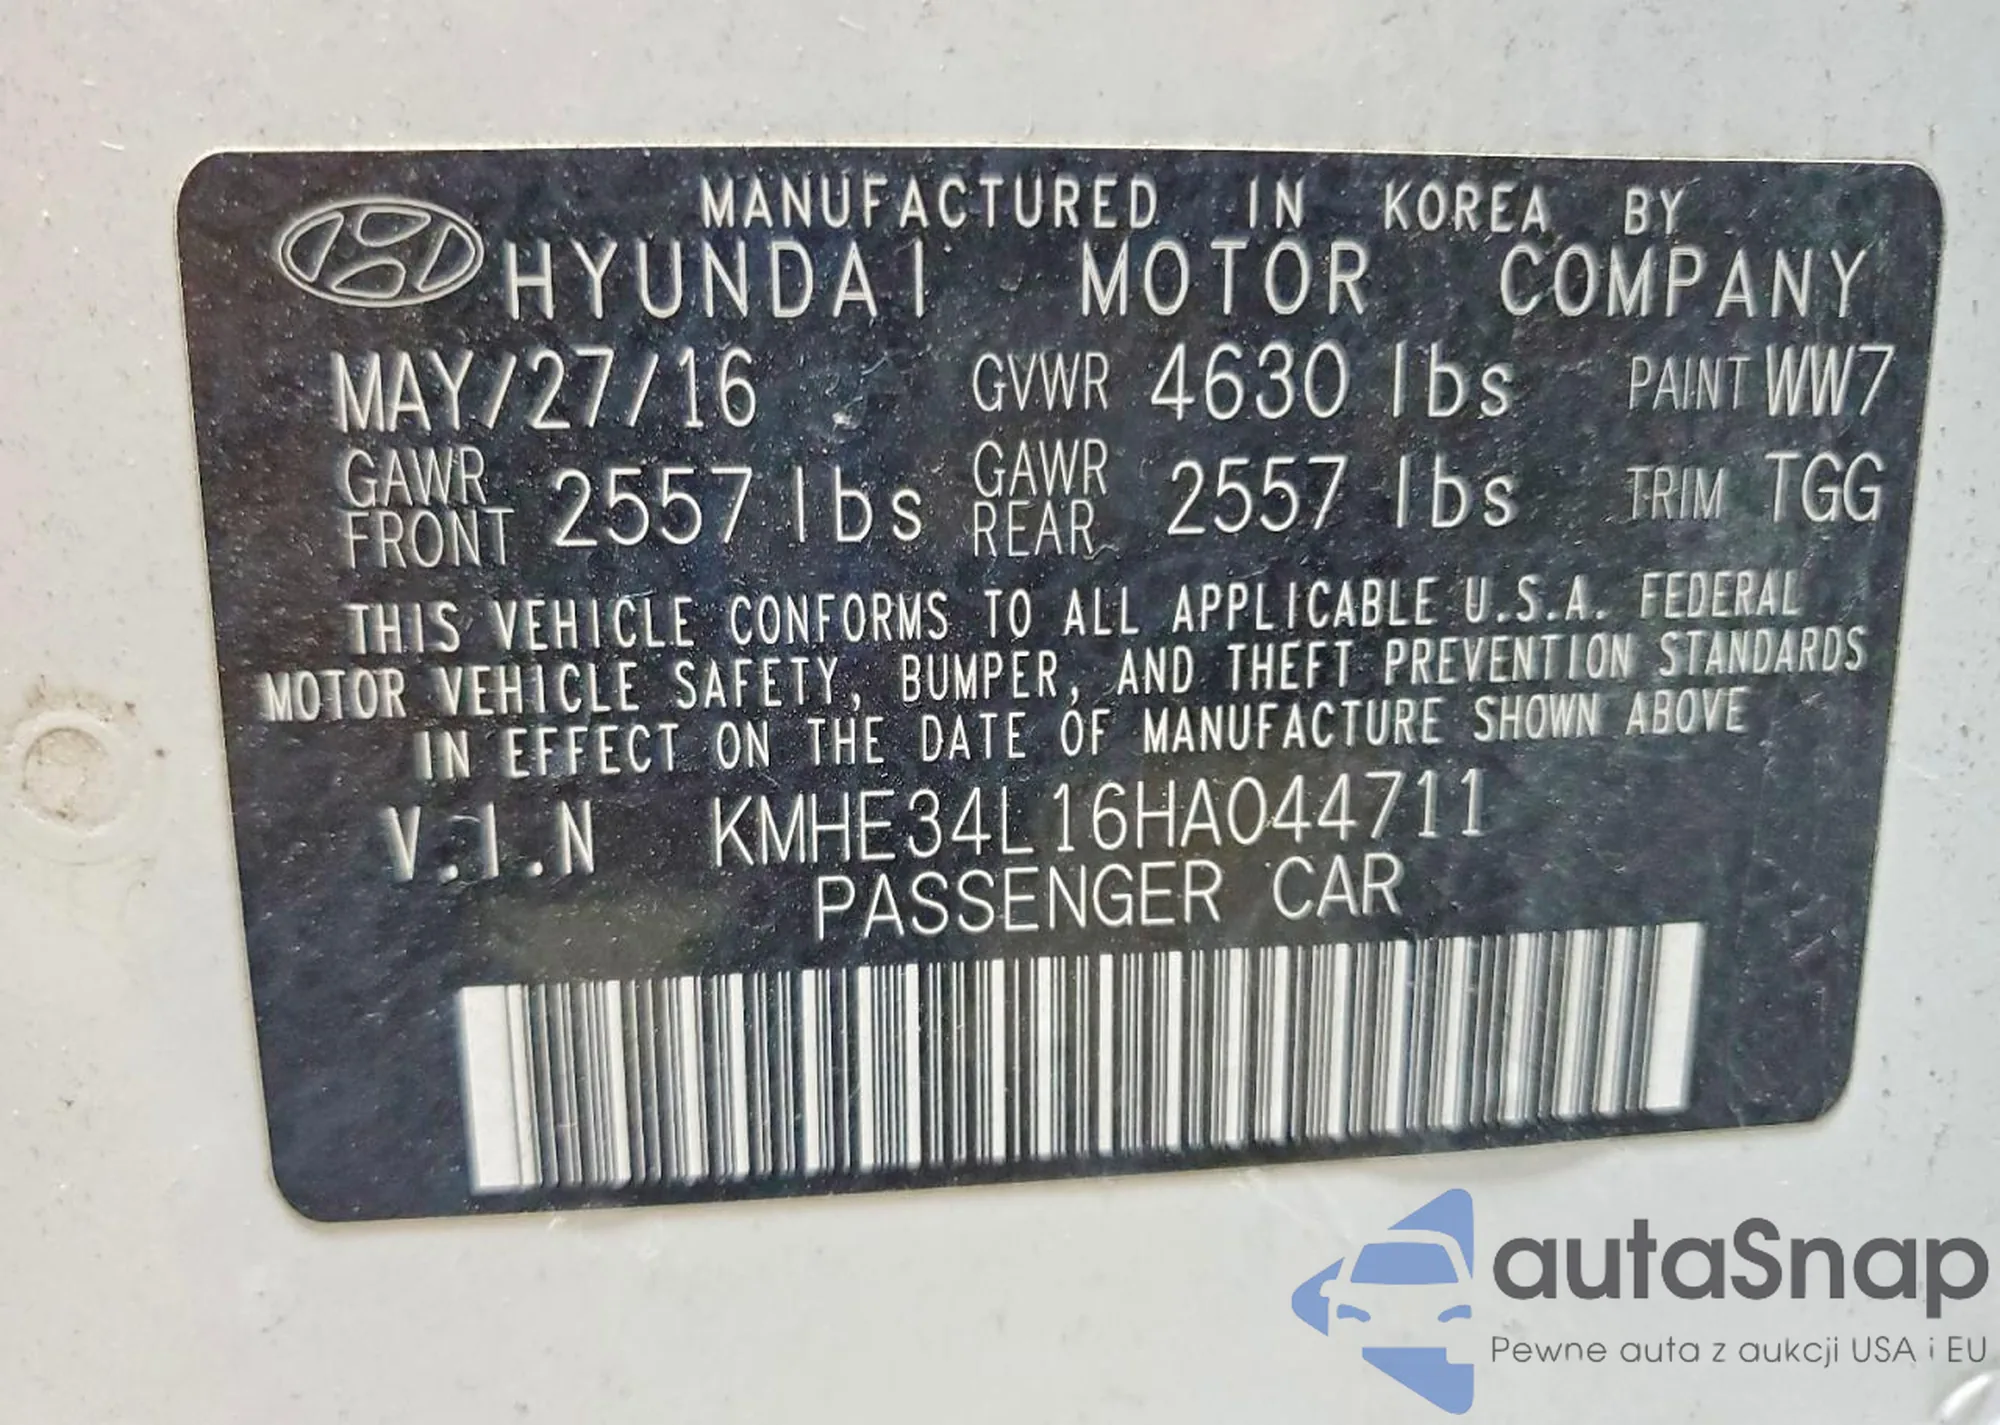 MANUFACTURED IN KOREA BY
HYUNDAI MOTOR COMPANY
MAY/27/16 GVWR 4630 lbs PAINT WW7
GAWR FRONT 2557 lbs GAWR REAR 2557 lbs TRIM TGG
THIS VEHICLE CONFORMS TO ALL APPLICABLE U.S.A. FEDERAL
MOTOR VEHICLE SAFETY, BUMPER, AND THEFT PREVENTION STANDARDS
IN EFFECT ON THE DATE OF MANUFACTURE SHOWN ABOVE
V.I.N KMHE34L16HA044711
PASSENGER CAR
autaSnap
Pewne auta z aukcji USA i EU